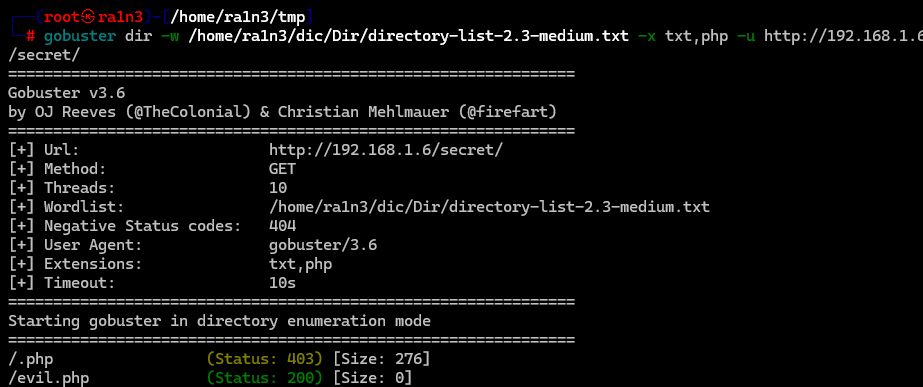 ┌──(root㉿ra1n3)-[/home/ra1n3/tmp]
└─# gobuster dir -w /home/ra1n3/dic/Dir/directory-list-2.3-medium.txt -x txt,php -u http://192.168.1.6
/secret/
===============================================================
Gobuster v3.6
by OJ Reeves (@TheColonial) & Christian Mehlmauer (@firefart)
===============================================================
[+] Url:                     http://192.168.1.6/secret/
[+] Method:                  GET
[+] Threads:                 10
[+] Wordlist:                /home/ra1n3/dic/Dir/directory-list-2.3-medium.txt
[+] Negative Status codes:   404
[+] User Agent:              gobuster/3.6
[+] Extensions:              txt,php
[+] Timeout:                 10s
===============================================================
Starting gobuster in directory enumeration mode
===============================================================
/.php                 (Status: 403) [Size: 276]
/evil.php             (Status: 200) [Size: 0]